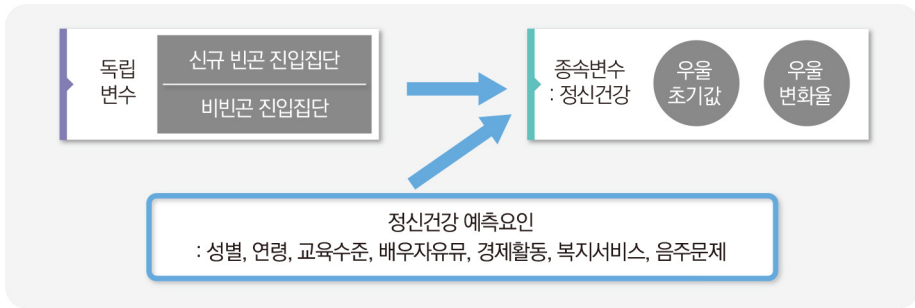 독립
변수
신규 빈곤 진입집단
비빈곤 진입집단
종속변수
: 정신건강
우울
초기값
우울
변화율
정신건강 예측요인
: 성별, 연령, 교육수준, 배우자유뮤, 경제활동, 복지서비스, 음주문제